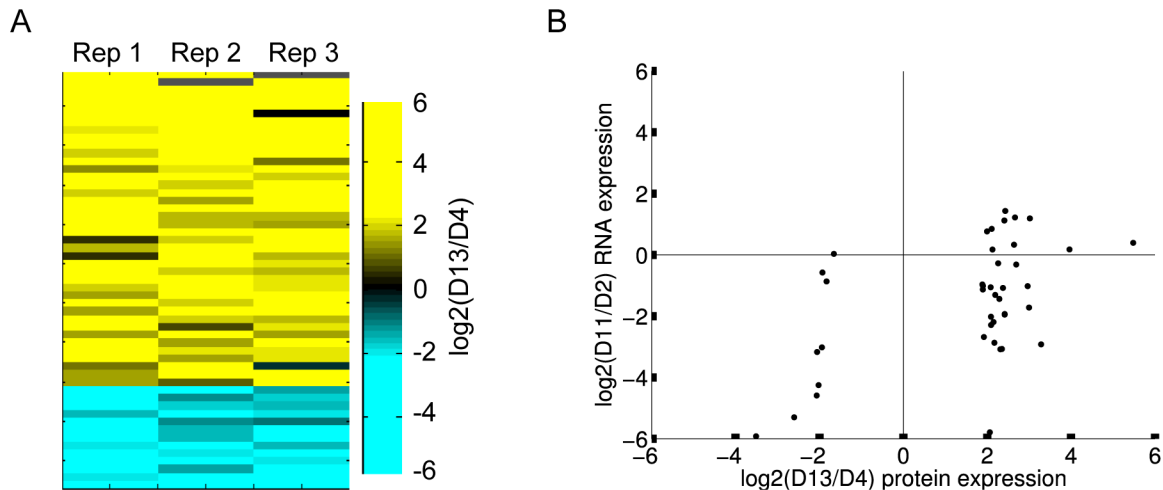 A
Rep 1 Rep 2 Rep 3
6
4
2
0
-2
-4
-6
log2(D13/D4)
B
6
4
2
0
−2
−4
−6
log2(D11/D2) RNA expression
−6 −4 −2 0 2 4 6
log2(D13/D4) protein expression